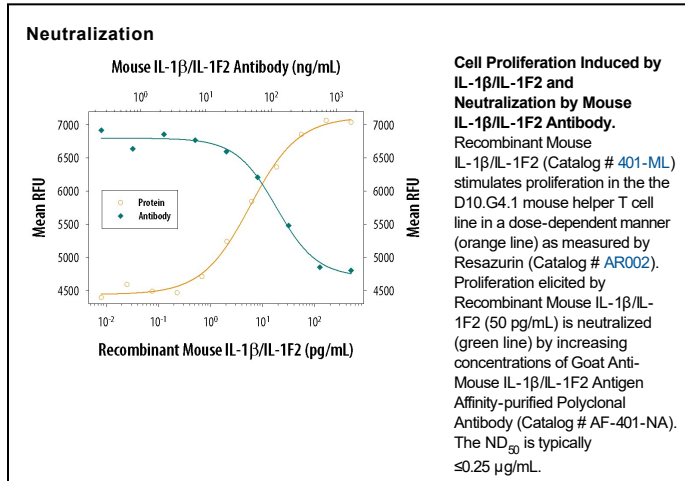 Neutralization
Mouse IL-1β/IL-1F2 Antibody (ng/mL)
10⁰ 10¹ 10² 10³
Mean RFU
7000
6500
6000
5500
5000
4500
Protein
Antibody
7000
6500
6000
5500
5000
4500
Mean RFU
10⁻² 10⁻¹ 10⁰ 10¹ 10²
Recombinant Mouse IL-1β/IL-1F2 (pg/mL)
Cell Proliferation Induced by
IL-1β/IL-1F2 and
Neutralization by Mouse
IL-1β/IL-1F2 Antibody.
Recombinant Mouse
IL-1β/IL-1F2 (Catalog # 401-ML)
stimulates proliferation in the the
D10.G4.1 mouse helper T cell
line in a dose-dependent manner
(orange line) as measured by
Resazurin (Catalog # AR002).
Proliferation elicited by
Recombinant Mouse IL-1β/IL-
1F2 (50 pg/mL) is neutralized
(green line) by increasing
concentrations of Goat Anti-
Mouse IL-1β/IL-1F2 Antigen
Affinity-purified Polyclonal
Antibody (Catalog # AF-401-NA).
The ND₅₀ is typically
≤0.25 µg/mL.